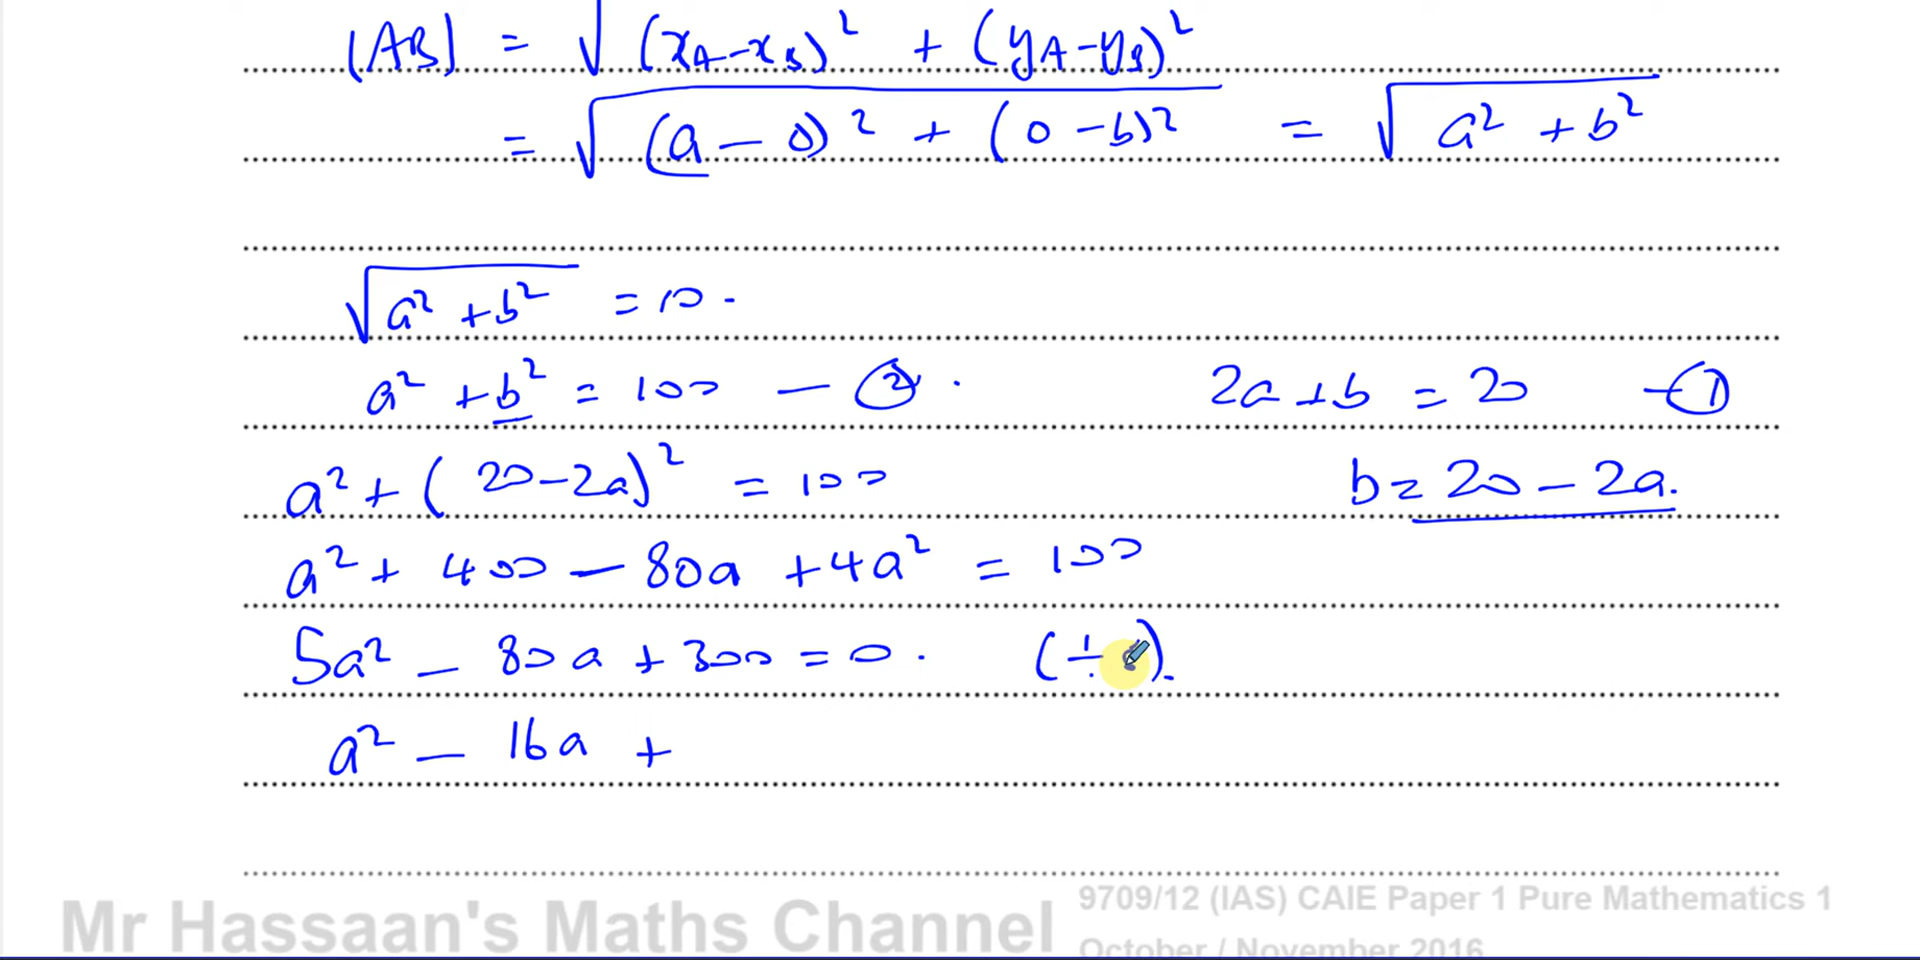 |AB| = √(x_A - x_B)² + (y_A - y_B)²
= √(a - 0)² + (0 - b)² = √a² + b²
√a² + b² = 10.
a² + b² = 100 — ②. 2a + b = 20 — ①
a² + (20 - 2a)² = 100 b = 20 - 2a.
a² + 400 - 80a + 4a² = 100
5a² - 80a + 300 = 0. (÷ ).
a² - 16a +
Mr Hassaan's Maths Channel
9709/12 (IAS) CAIE Paper 1 Pure Mathematics 1
October / November 2016